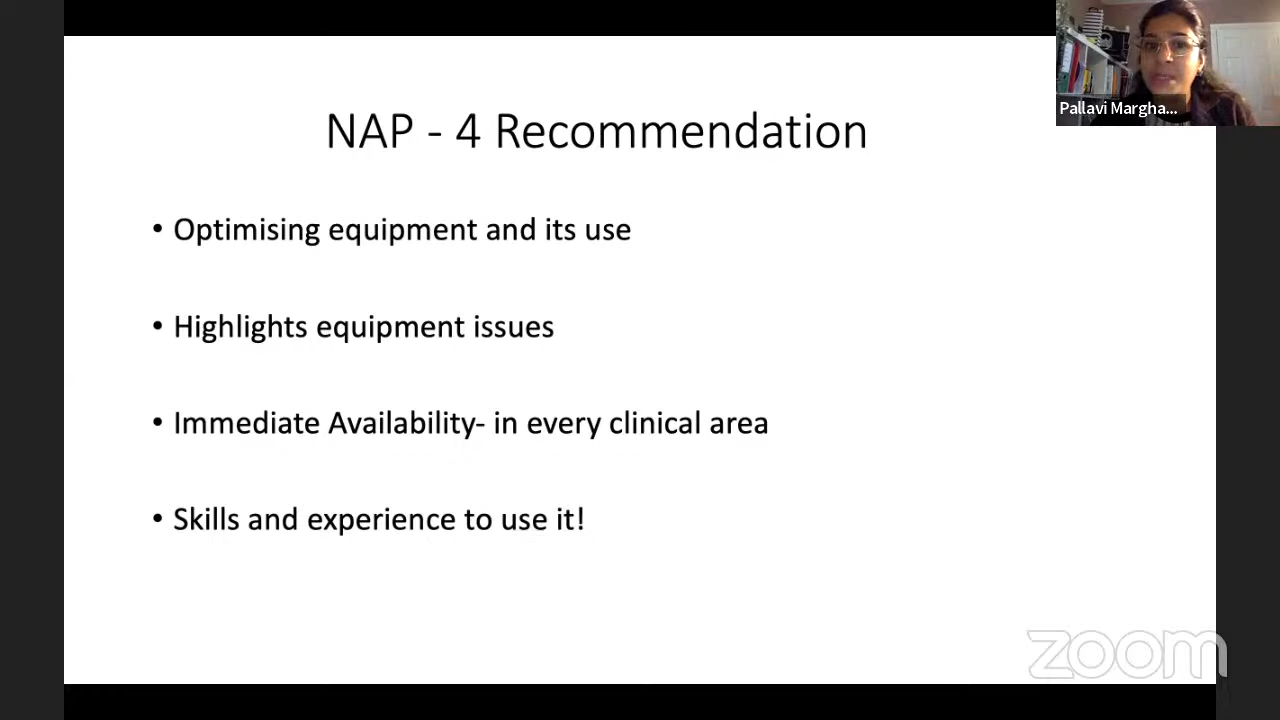 Pallavi Margha...
NAP - 4 Recommendation
• Optimising equipment and its use
• Highlights equipment issues
• Immediate Availability- in every clinical area
• Skills and experience to use it!
zoom